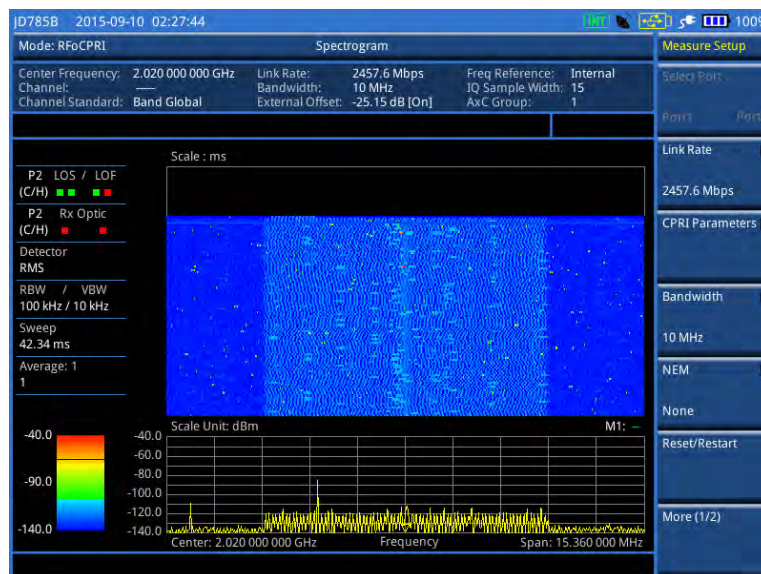 JD785B 2015-09-10 02:27:44 INT 100%
Mode: RFoCPRI Spectrogram Measure Setup
Center Frequency: 2.020 000 000 GHz Link Rate: 2457.6 Mbps Freq Reference: Internal
Channel: ---- Bandwidth: 10 MHz IQ Sample Width: 15
Channel Standard: Band Global External Offset: -25.15 dB [On] AxC Group: 1
Select Port
Port1 Port
Link Rate
2457.6 Mbps
CPRI Parameters
Bandwidth
10 MHz
NEM
None
Reset/Restart
More (1/2)
Scale : ms
P2 LOS / LOF
(C/H)
P2 Rx Optic
(C/H)
Detector
RMS
RBW / VBW
100 kHz / 10 kHz
Sweep
42.34 ms
Average: 1
1
-40.0
-90.0
-140.0
Scale Unit: dBm M1: --
-40.0
-60.0
-80.0
-100.0
-120.0
-140.0
Center: 2.020 000 000 GHz Frequency Span: 15.360 000 MHz